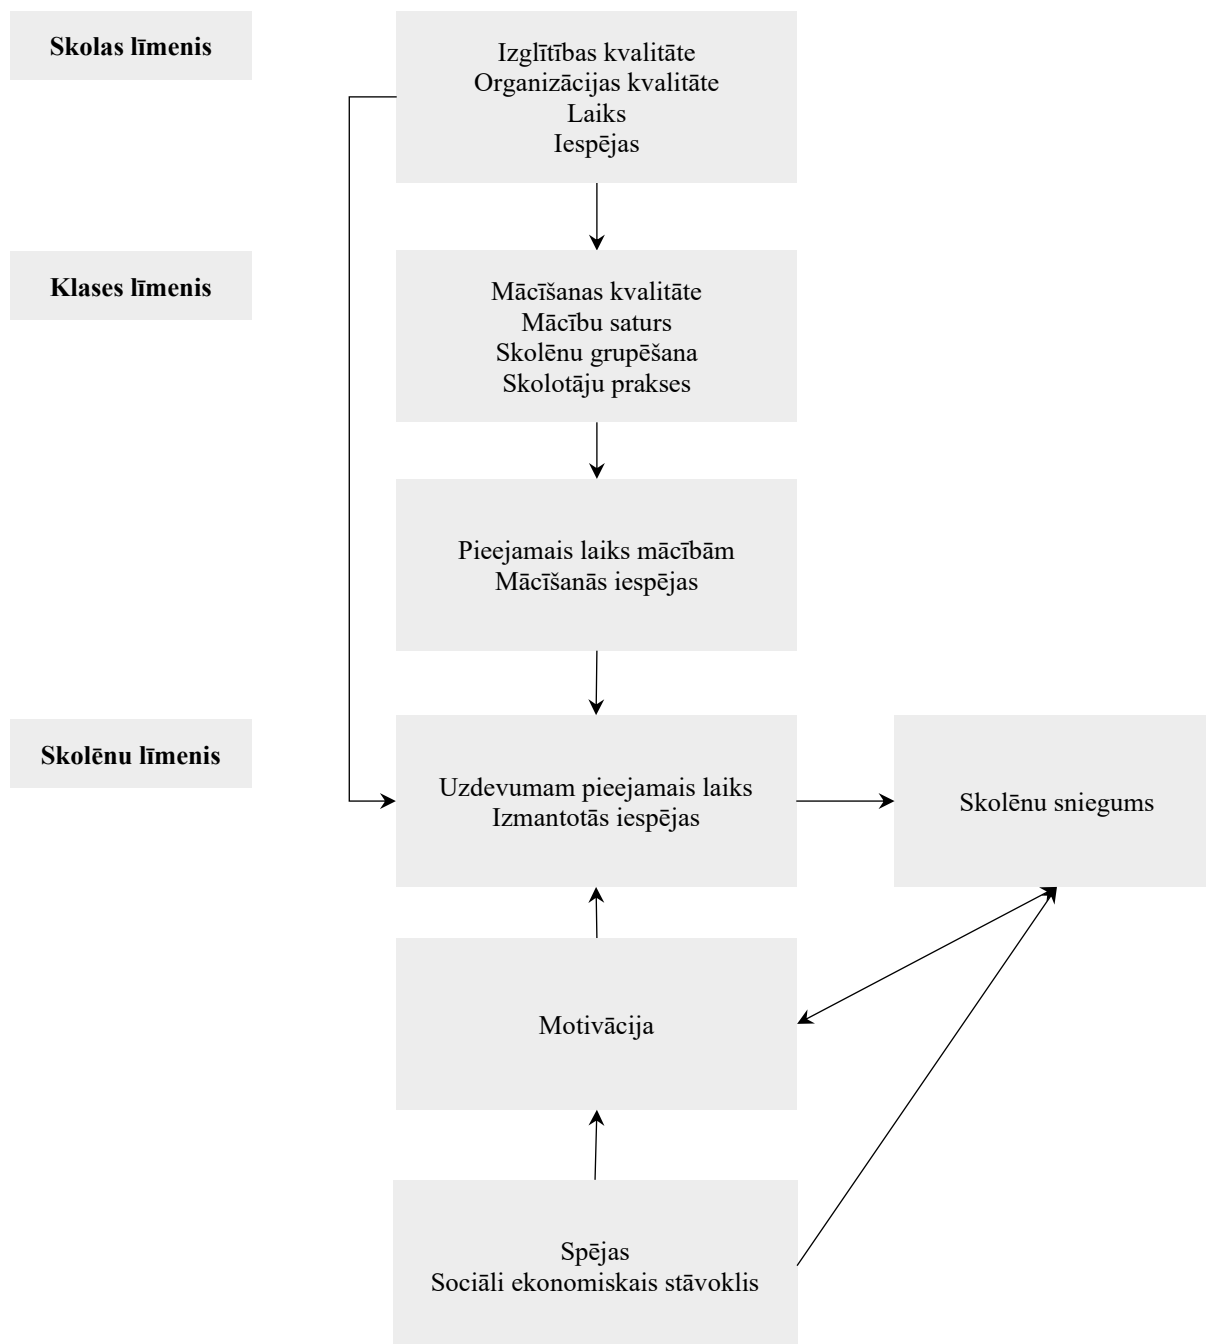 Skolas līmenis
Izglītības kvalitāte
Organizācijas kvalitāte
Laiks
Iespējas
Klases līmenis
Mācīšanas kvalitāte
Mācību saturs
Skolēnu grupēšana
Skolotāju prakses
Pieejamais laiks mācībām
Mācīšanās iespējas
Skolēnu līmenis
Uzdevumam pieejamais laiks
Izmantotās iespējas
Skolēnu sniegums
Motivācija
Spējas
Sociāli ekonomiskais stāvoklis